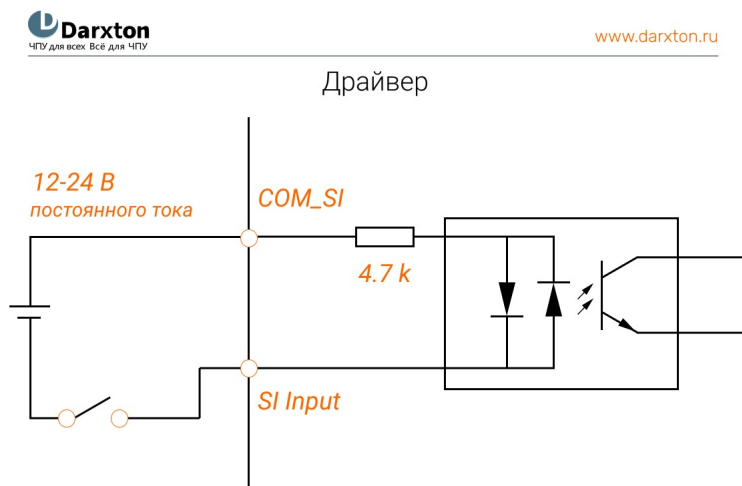 Darxton
ЧПУ для всех Всё для ЧПУ
www.darxton.ru
Драйвер
12-24 В
постоянного тока
COM_SI
4.7 k
SI Input